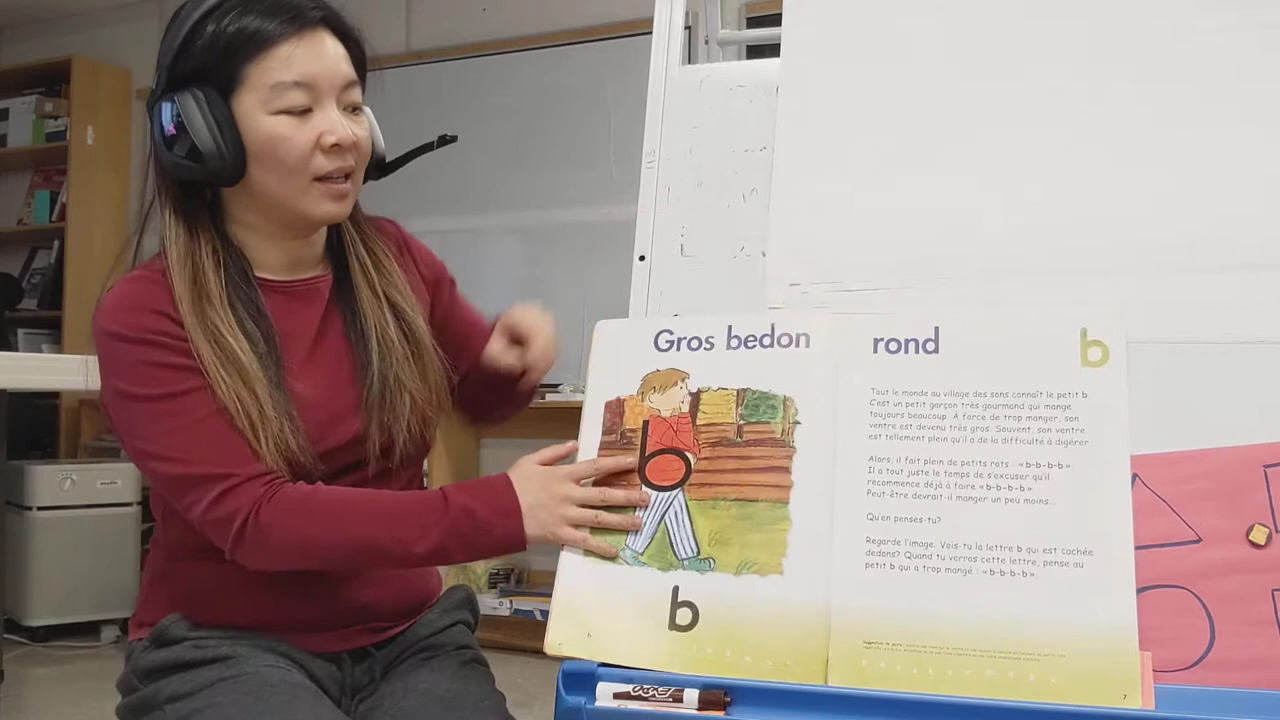 Gros bedon
rond
b
b
b
Tout le monde au village des sons connaît le petit b
C'est un petit garçon très gourmand qui mange
toujours beaucoup. À force de trop manger, son
ventre est devenu très gros. Souvent, son ventre
est tellement plein qu'il a de la difficulté à digérer
Alors, il fait plein de petits rots : « b-b-b-b ».
Il a tout juste le temps de s'excuser qu'il
recommence déjà à faire « b-b-b-b »
Peut-être devrait-il manger un peu moins...
Qu'en penses-tu?
Regarde l'image. Vois-tu la lettre b qui est cachée
dedans? Quand tu verras cette lettre, pense au
petit b qui a trop mangé : « b-b-b-b »
7
EXPO